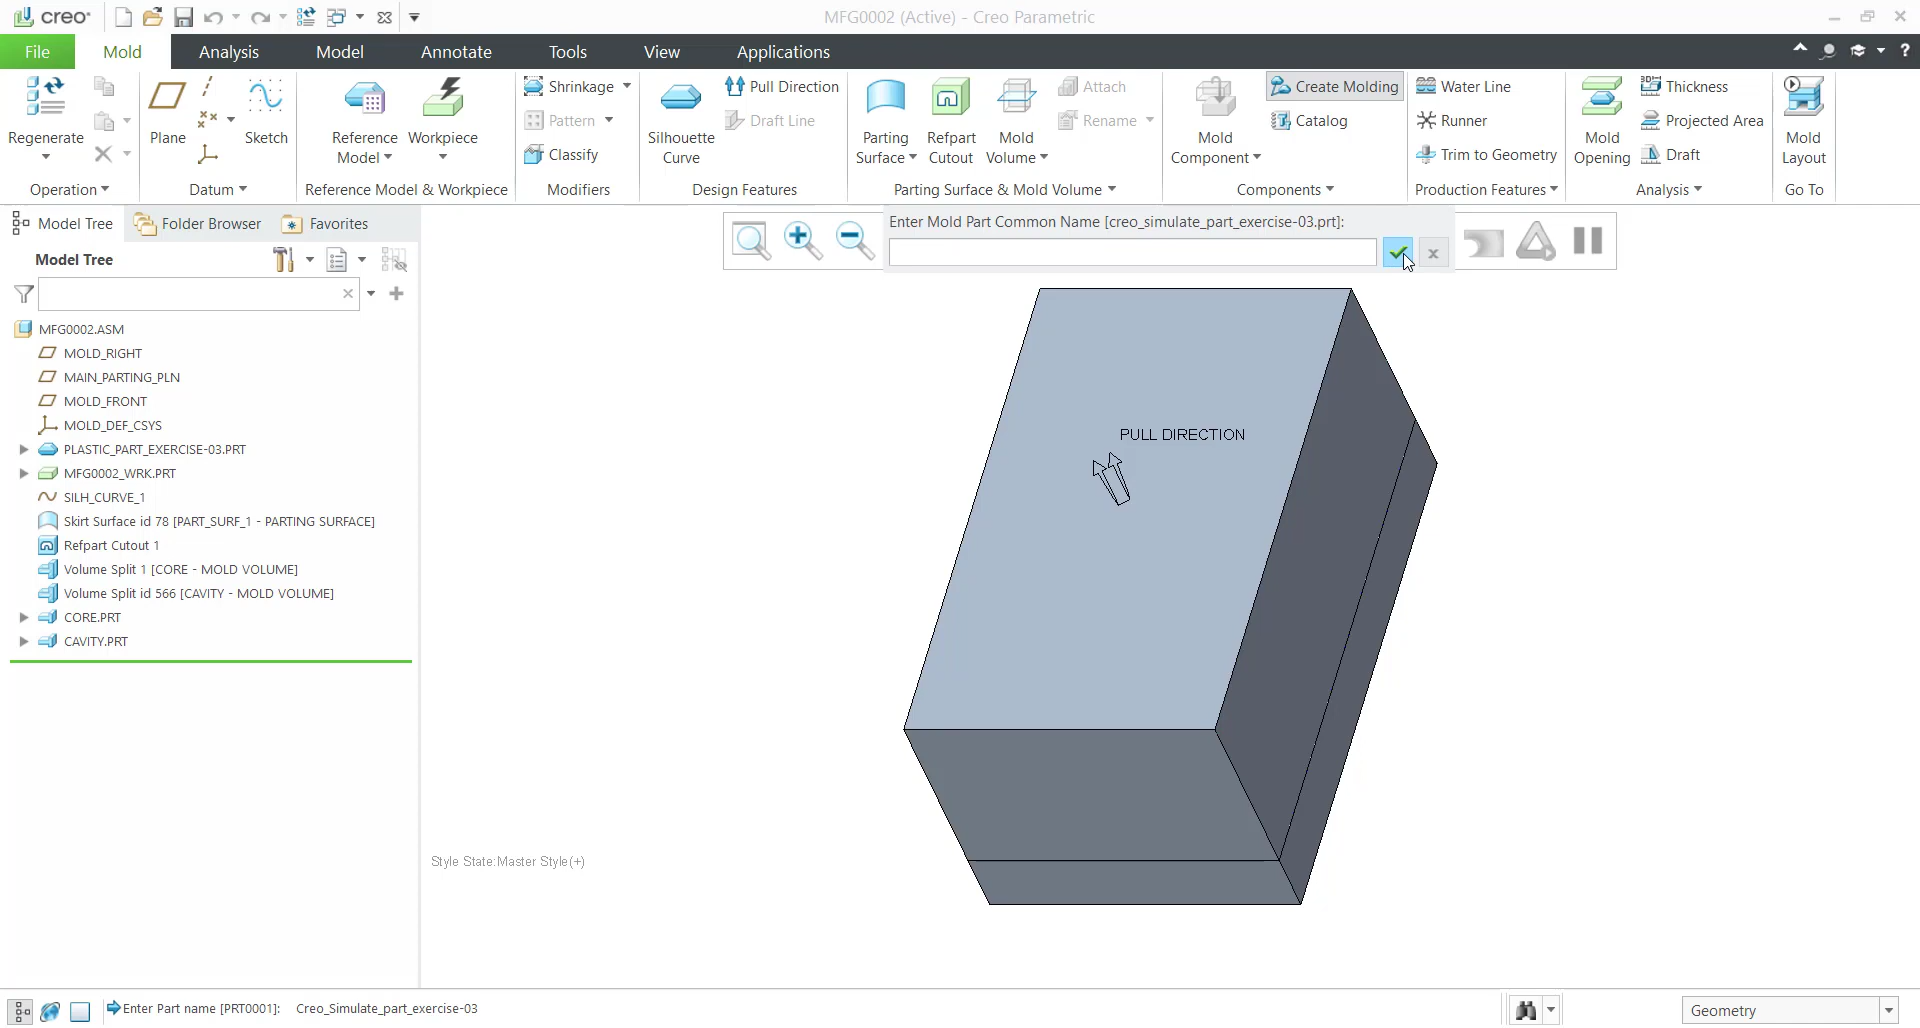 creo
MFG0002 (Active) - Creo Parametric
File Mold Analysis Model Annotate Tools View Applications
Regenerate
Operation
Plane
Sketch
Datum
Reference Model
Workpiece
Reference Model & Workpiece
Shrinkage
Pattern
Classify
Modifiers
Silhouette Curve
Pull Direction
Draft Line
Design Features
Parting Surface
Refpart Cutout
Mold Volume
Attach
Rename
Parting Surface & Mold Volume
Mold Component
Create Molding
Catalog
Components
Water Line
Runner
Trim to Geometry
Production Features
Mold Opening
Thickness
Projected Area
Draft
Analysis
Mold Layout
Go To
Model Tree Folder Browser Favorites
Model Tree
Enter Mold Part Common Name [creo_simulate_part_exercise-03.prt]:
MFG0002.ASM
MOLD_RIGHT
MAIN_PARTING_PLN
MOLD_FRONT
MOLD_DEF_CSYS
PLASTIC_PART_EXERCISE-03.PRT
MFG0002_WRK.PRT
SILH_CURVE_1
Skirt Surface id 78 [PART_SURF_1 - PARTING SURFACE]
Refpart Cutout 1
Volume Split 1 [CORE - MOLD VOLUME]
Volume Split id 566 [CAVITY - MOLD VOLUME]
CORE.PRT
CAVITY.PRT
PULL DIRECTION
Style State:Master Style(+)
Enter Part name [PRT0001]: Creo_Simulate_part_exercise-03
Geometry